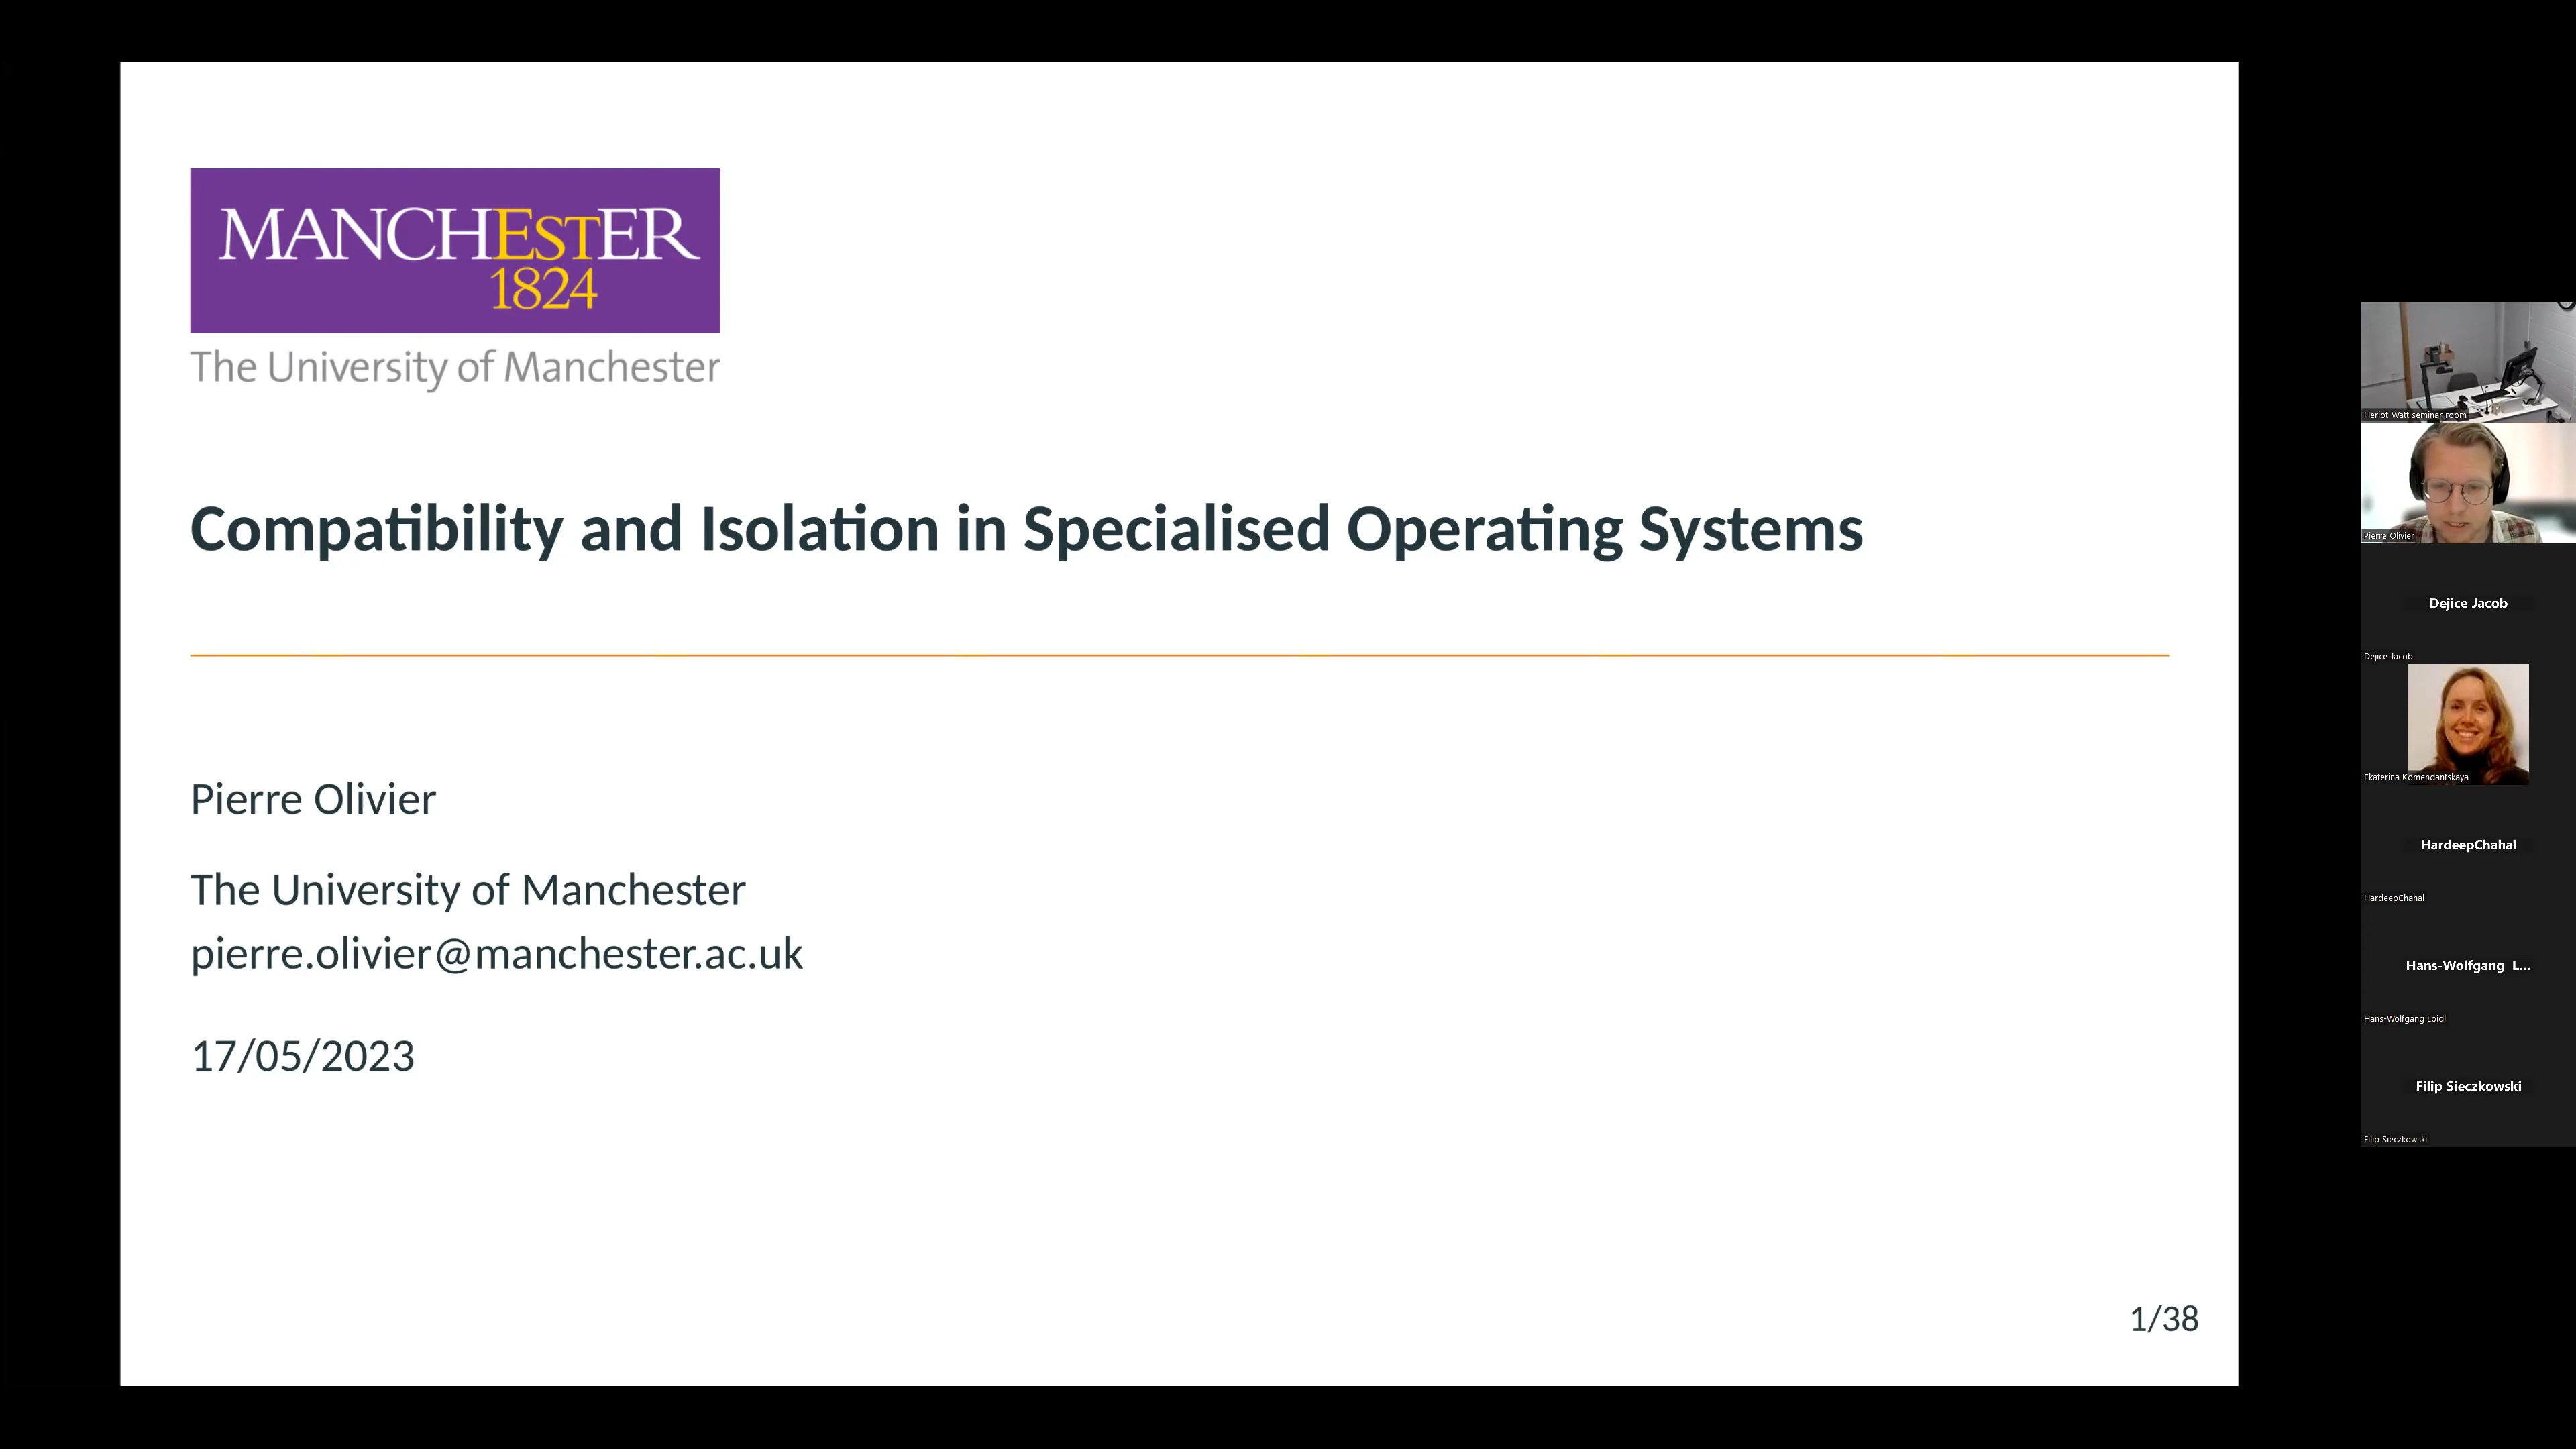 MANCHESTER
1824
The University of Manchester
Compatibility and Isolation in Specialised Operating Systems
Pierre Olivier
The University of Manchester
pierre.olivier@manchester.ac.uk
17/05/2023
1/38
Heriot-Watt seminar room
Pierre Olivier
Dejice Jacob
Dejice Jacob
Ekaterina Komendantskaya
HardeepChahal
HardeepChahal
Hans-Wolfgang L...
Hans-Wolfgang Loidl
Filip Sieczkowski
Filip Sieczkowski